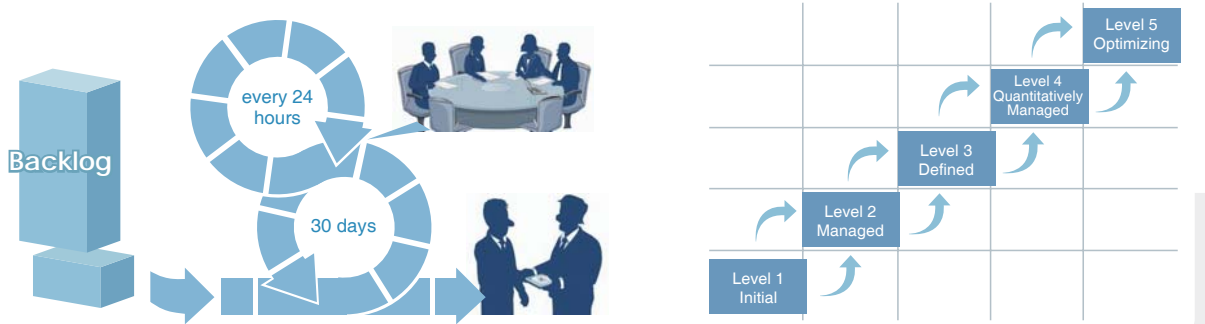 Backlog
every 24
hours
30 days
Level 5
Optimizing
Level 4
Quantitatively
Managed
Level 3
Defined
Level 2
Managed
Level 1
Initial